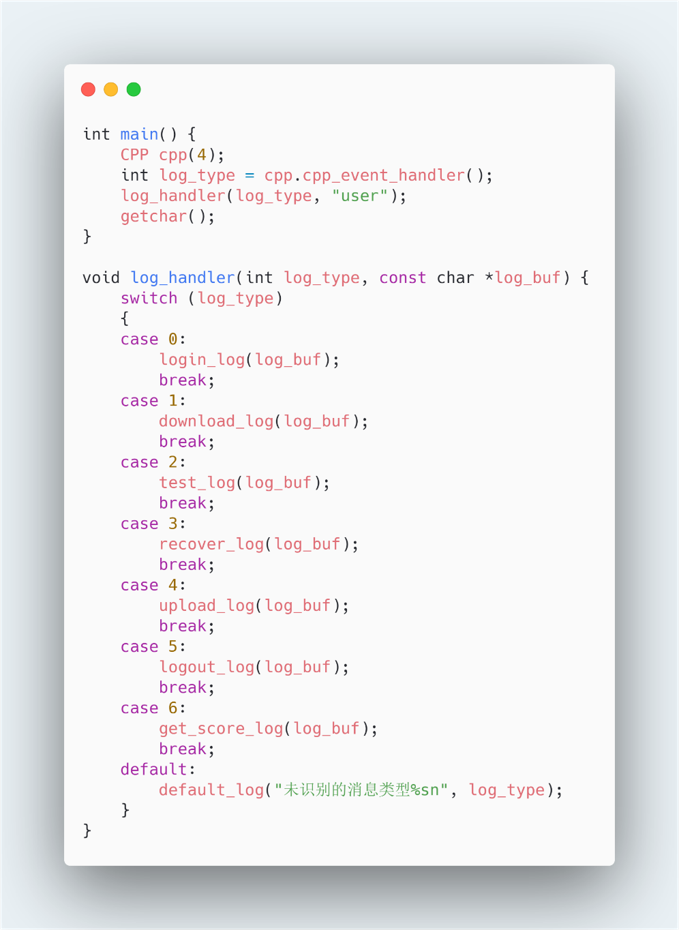 int main() {
    CPP cpp(4);
    int log_type = cpp.cpp_event_handler();
    log_handler(log_type, "user");
    getchar();
}

void log_handler(int log_type, const char *log_buf) {
    switch (log_type)
    {
    case 0:
        login_log(log_buf);
        break;
    case 1:
        download_log(log_buf);
        break;
    case 2:
        test_log(log_buf);
        break;
    case 3:
        recover_log(log_buf);
        break;
    case 4:
        upload_log(log_buf);
        break;
    case 5:
        logout_log(log_buf);
        break;
    case 6:
        get_score_log(log_buf);
        break;
    default:
        default_log("未识别的消息类型%sn", log_type);
    }
}